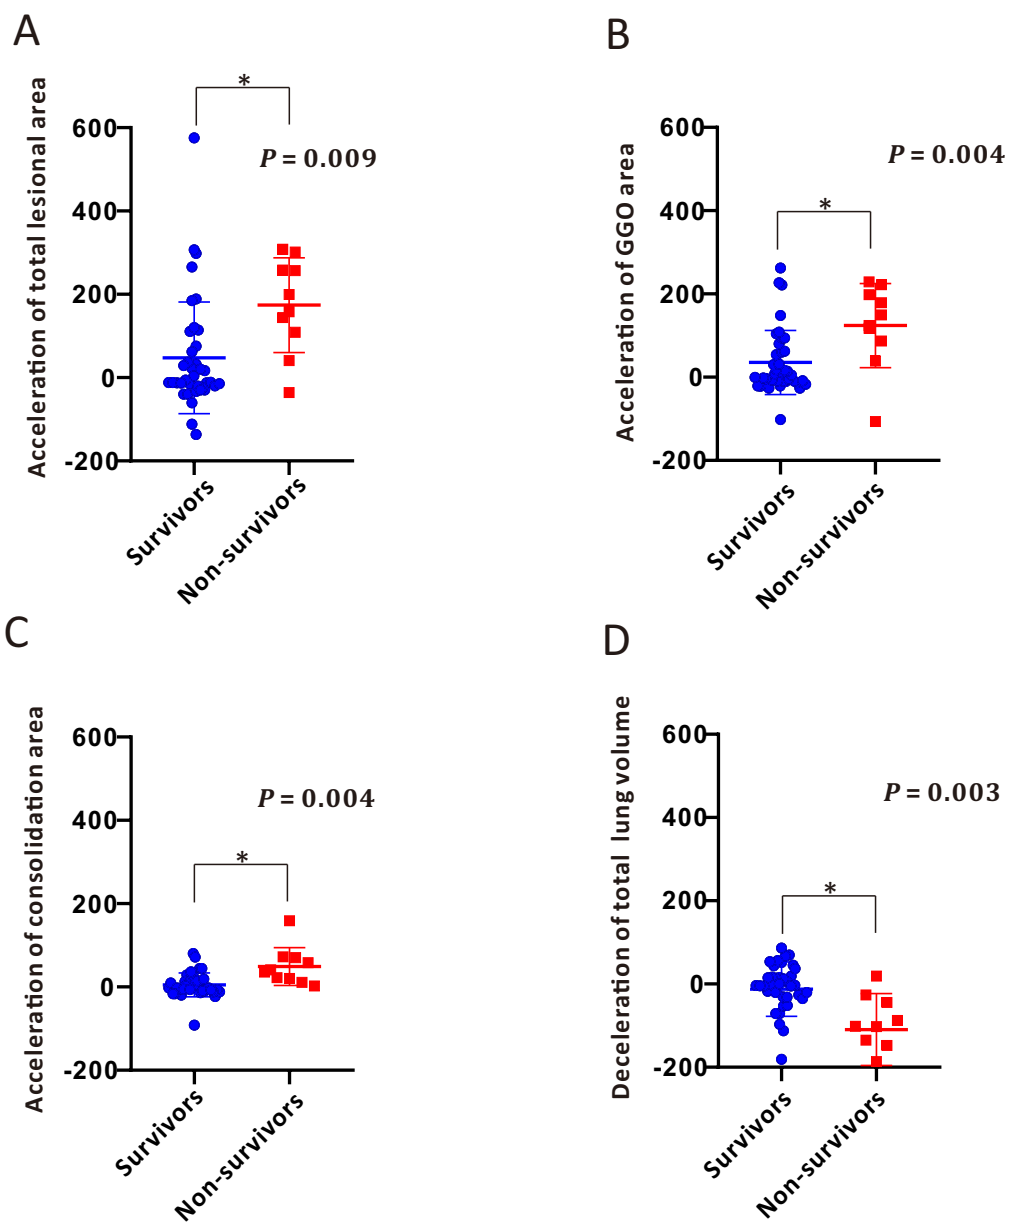 A
Acceleration of total lesional area
600
400
200
0
-200
*
P = 0.009
Survivors
Non-survivors
B
Acceleration of GGO area
600
400
200
0
-200
*
P = 0.004
Survivors
Non-survivors
C
Acceleration of consolidation area
600
400
200
0
-200
*
P = 0.004
Survivors
Non-survivors
D
Deceleration of total lung volume
600
400
200
0
-200
*
P = 0.003
Survivors
Non-survivors